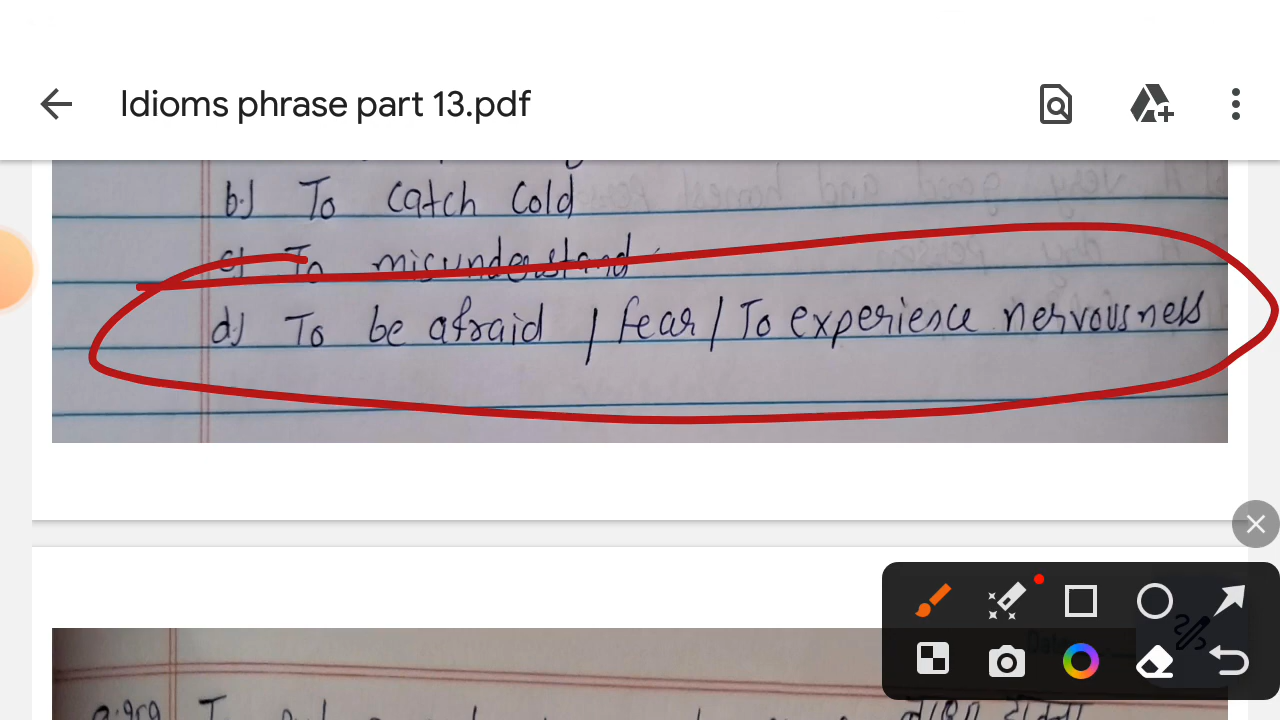 Idioms phrase part 13.pdf
b) To catch cold
c) To misunderstand
d) To be afraid / fear / To experience nervousness